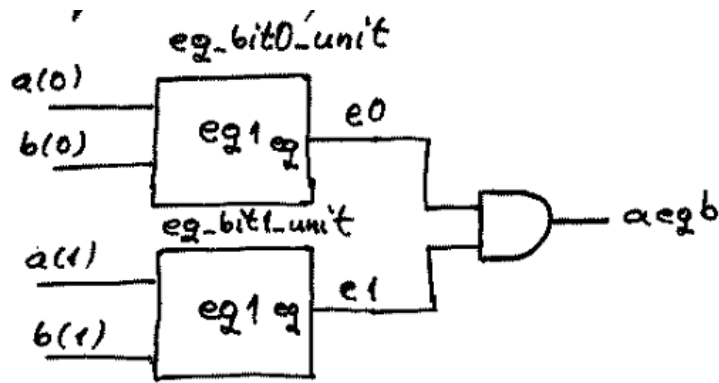 eq_bit0_unit
a(0)
b(0)
eq1 eq
e0
aeqb
eq_bit1_unit
a(1)
b(1)
eq1 eq
e1